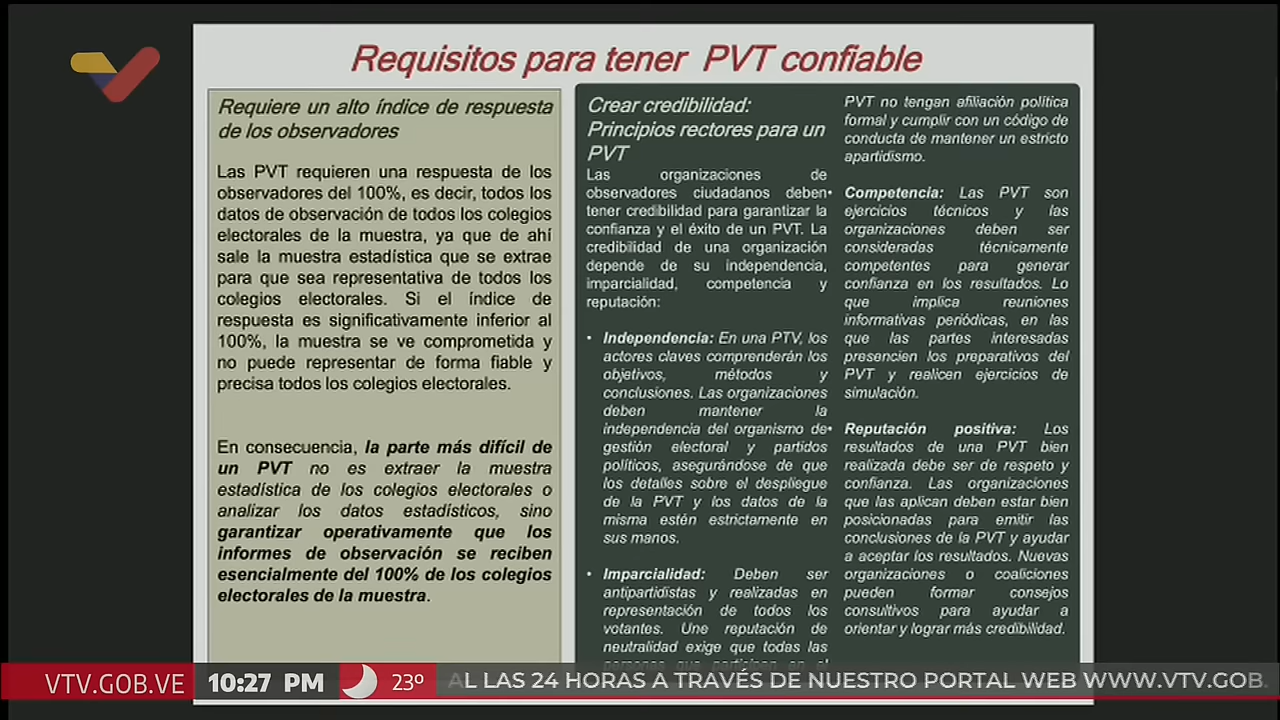 Requisitos para tener PVT confiable
Requiere un alto índice de respuesta
de los observadores
Las PVT requieren una respuesta de los
observadores del 100%, es decir, todos los
datos de observación de todos los colegios
electorales de la muestra, ya que de ahí
sale la muestra estadística que se extrae
para que sea representativa de todos los
colegios electorales. Si el índice de
respuesta es significativamente inferior al
100%, la muestra se ve comprometida y
no puede representar de forma fiable y
precisa todos los colegios electorales.
En consecuencia, la parte más difícil de
un PVT no es extraer la muestra
estadística de los colegios electorales o
analizar los datos estadísticos, sino
garantizar operativamente que los
informes de observación se reciben
esencialmente del 100% de los colegios
electorales de la muestra.
Crear credibilidad:
Principios rectores para un
PVT
Las organizaciones de
observadores ciudadanos deben
tener credibilidad para garantizar la
confianza y el éxito de un PVT. La
credibilidad de una organización
depende de su independencia,
imparcialidad, competencia y
reputación:
• Independencia: En una PTV, los
actores claves comprenderán los
objetivos, métodos y
conclusiones. Las organizaciones
deben mantener la
independencia del organismo de
gestión electoral y partidos
políticos, asegurándose de que
los detalles sobre el despliegue
de la PVT y los datos de la
misma estén estrictamente en
sus manos.
• Imparcialidad: Deben ser
antipartidistas y realizadas en
representación de todos los
votantes. Une reputación de
neutralidad exige que todas las
PVT no tengan afiliación política
formal y cumplir con un código de
conducta de mantener un estricto
apartidismo.
• Competencia: Las PVT son
ejercicios técnicos y las
organizaciones deben ser
consideradas técnicamente
competentes para generar
confianza en los resultados. Lo
que implica reuniones
informativas periódicas, en las
que las partes interesadas
presencien los preparativos del
PVT y realicen ejercicios de
simulación.
• Reputación positiva: Los
resultados de una PVT bien
realizada debe ser de respeto y
confianza. Las organizaciones
que las aplican deben estar bien
posicionadas para emitir las
conclusiones de la PVT y ayudar
a aceptar los resultados. Nuevas
organizaciones o coaliciones
pueden formar consejos
consultivos para ayudar a
orientar y lograr más credibilidad.
VTV.GOB.VE 10:27 PM 23° AL LAS 24 HORAS A TRAVÉS DE NUESTRO PORTAL WEB WWW.VTV.GOB.